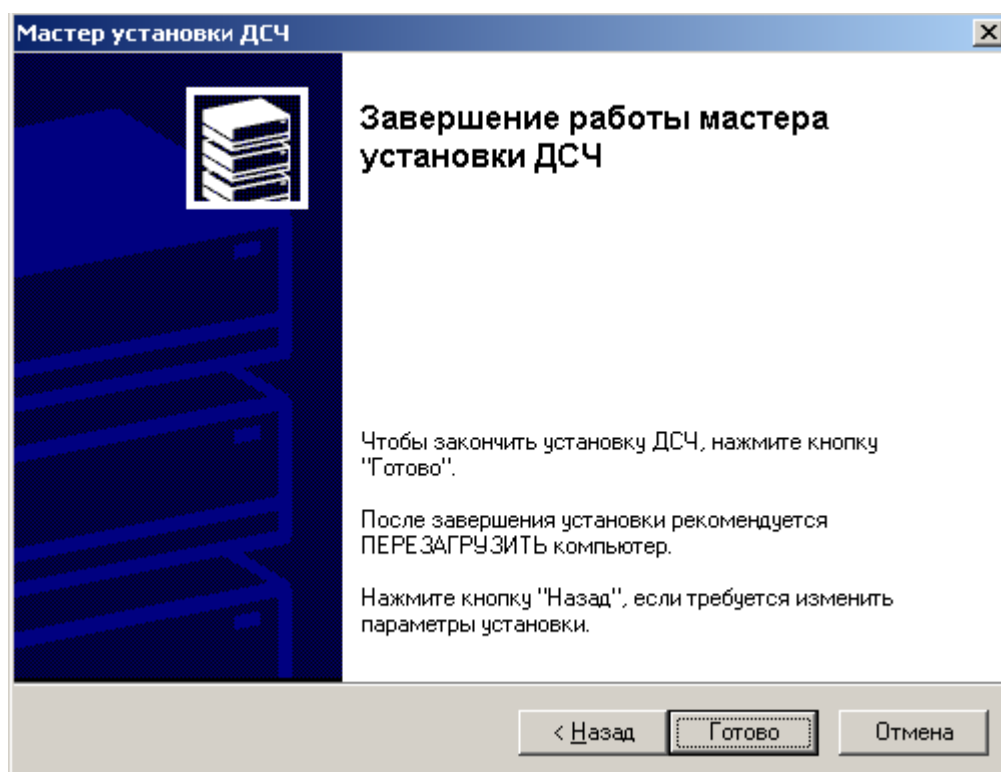 Мастер установки ДСЧ
Завершение работы мастера
установки ДСЧ
Чтобы закончить установку ДСЧ, нажмите кнопку
"Готово".
После завершения установки рекомендуется
ПЕРЕЗАГРУЗИТЬ компьютер.
Нажмите кнопку "Назад", если требуется изменить
параметры установки.
< Назад
Готово
Отмена